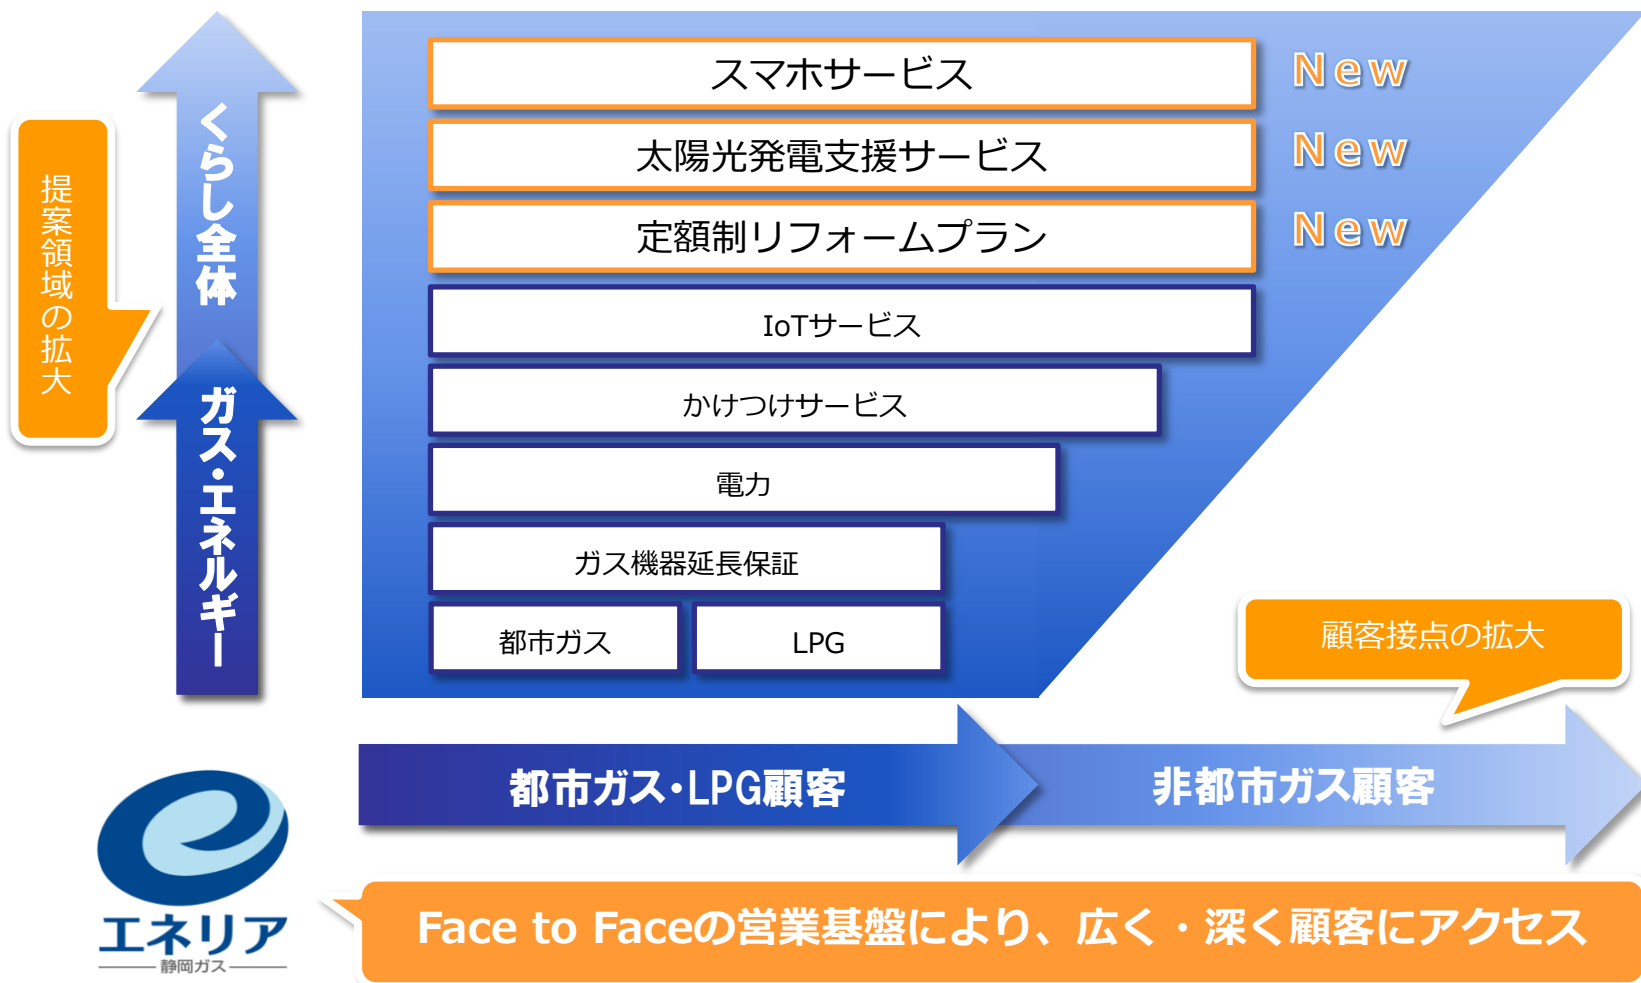 スマホサービス
New
太陽光発電支援サービス
New
定額制リフォームプラン
New
IoTサービス
かけつけサービス
電力
ガス機器延長保証
都市ガス
LPG
くらし全体
ガス・エネルギー
提案領域の拡大
顧客接点の拡大
都市ガス・LPG顧客
非都市ガス顧客
エネリア
静岡ガス
Face to Faceの営業基盤により、広く・深く顧客にアクセス